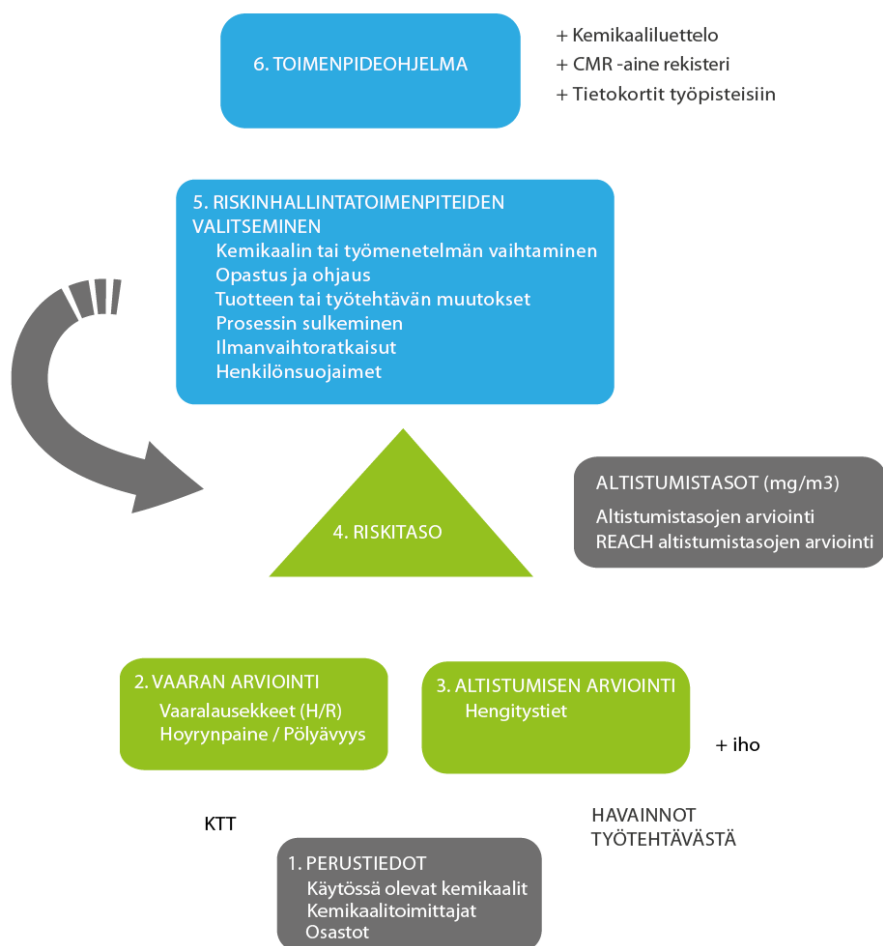 6. TOIMENPIDEOHJELMA
+ Kemikaaliluettelo
+ CMR -aine rekisteri
+ Tietokortit työpisteisiin
5. RISKINHALLINTATOIMENPITEIDEN
VALITSEMINEN
Kemikaalin tai työmenetelmän vaihtaminen
Opastus ja ohjaus
Tuotteen tai työtehtävän muutokset
Prosessin sulkeminen
Ilmanvaihtoratkaisut
Henkilönsuojaimet
4. RISKITASO
ALTISTUMISTASOT (mg/m3)
Altistumistasojen arviointi
REACH altistumistasojen arviointi
2. VAARAN ARVIOINTI
Vaaralausekkeet (H/R)
Hoyrynpaine / Pölyävyys
3. ALTISTUMISEN ARVIOINTI
Hengitystiet
+ iho
KTT
HAVAINNOT
TYÖTEHTÄVÄSTÄ
1. PERUSTIEDOT
Käytössä olevat kemikaalit
Kemikaalitoimittajat
Osastot